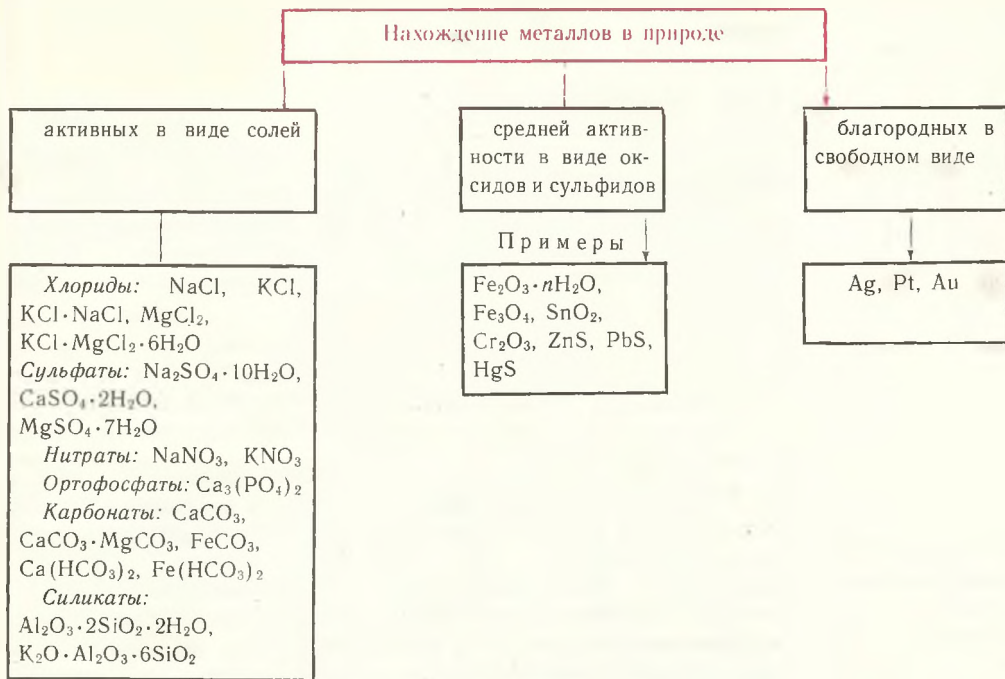 Нахождение металлов в природе
активных в виде солей
средней актив-
ности в виде ок-
сидов и сульфидов
благородных в
свободном виде
Примеры
Хлориды: NaCl, KCl,
KCl·NaCl, MgCl₂,
KCl·MgCl₂·6H₂O
Сульфаты: Na₂SO₄·10H₂O,
CaSO₄·2H₂O,
MgSO₄·7H₂O
Нитраты: NaNO₃, KNO₃
Ортофосфаты: Ca₃(PO₄)₂
Карбонаты: CaCO₃,
CaCO₃·MgCO₃, FeCO₃,
Ca(HCO₃)₂, Fe(HCO₃)₂
Силикаты:
Al₂O₃·2SiO₂·2H₂O,
K₂O·Al₂O₃·6SiO₂
Fe₂O₃·nH₂O,
Fe₃O₄, SnO₂,
Cr₂O₃, ZnS, PbS,
HgS
Ag, Pt, Au